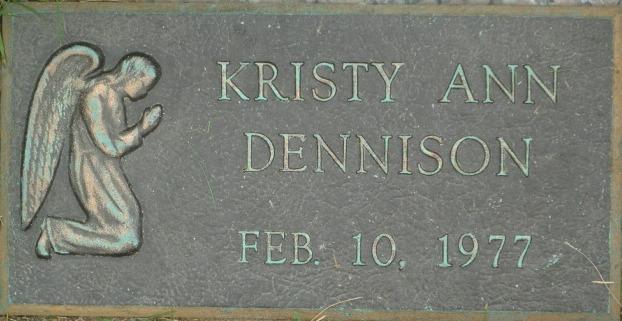 KRISTY ANN
DENNISON
FEB. 10, 1977